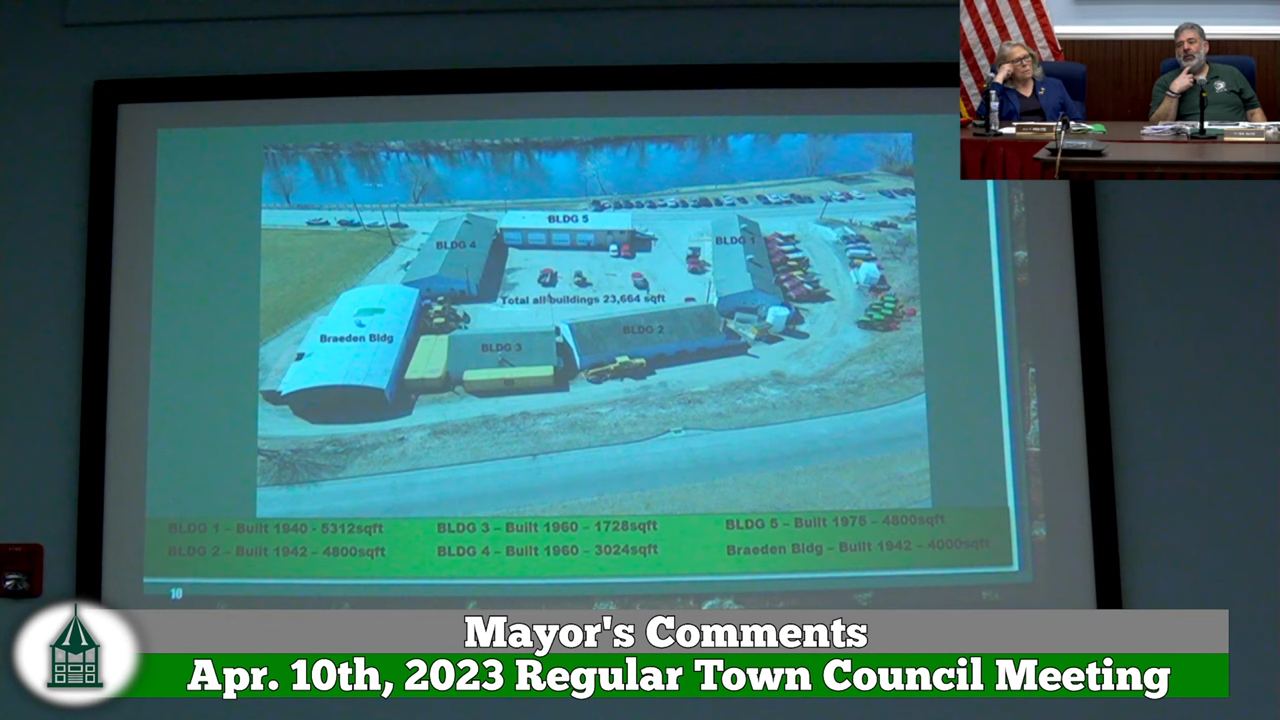 BLDG 5
BLDG 4
BLDG 1
Total all buildings 23,664 sqft
Braeden Bldg
BLDG 3
BLDG 2
BLDG 1 – Built 1940 - 5312sqft
BLDG 3 – Built 1960 – 1728sqft
BLDG 5 – Built 1975 – 4800sqft
BLDG 2 – Built 1942 – 4800sqft
BLDG 4 – Built 1960 – 3024sqft
Braeden Bldg – Built 1942 – 4000sqft
10
Mayor's Comments
Apr. 10th, 2023 Regular Town Council Meeting